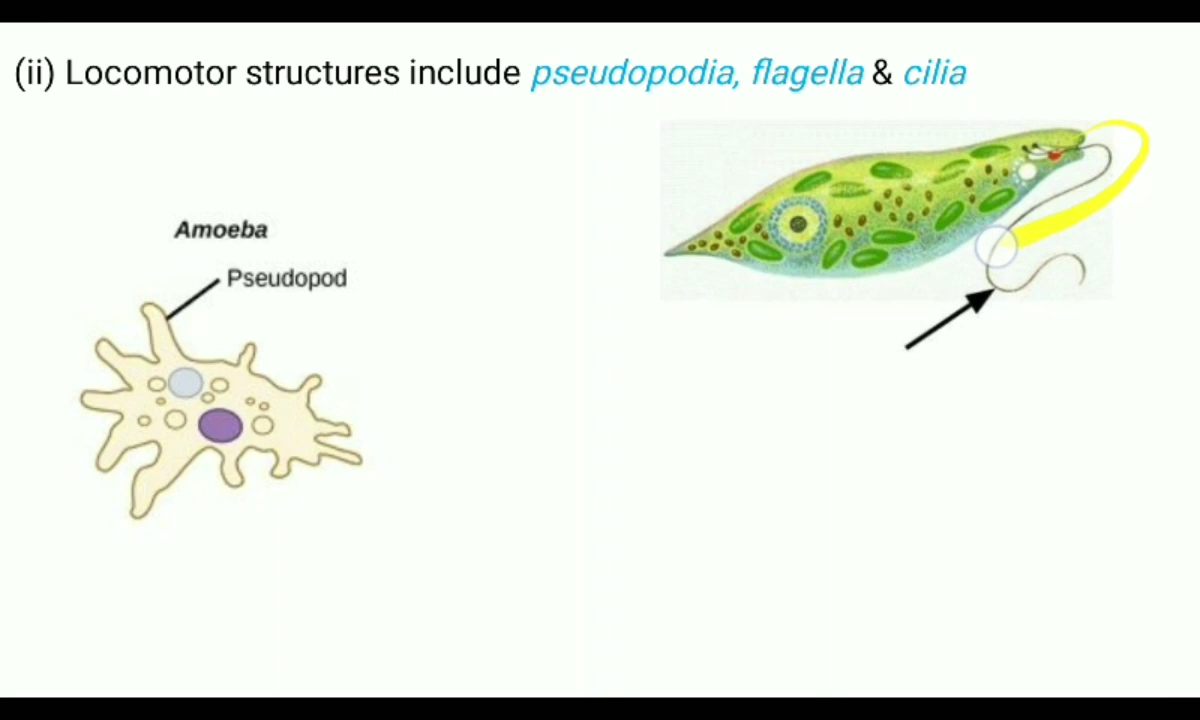 (ii) Locomotor structures include pseudopodia, flagella & cilia
Amoeba
Pseudopod